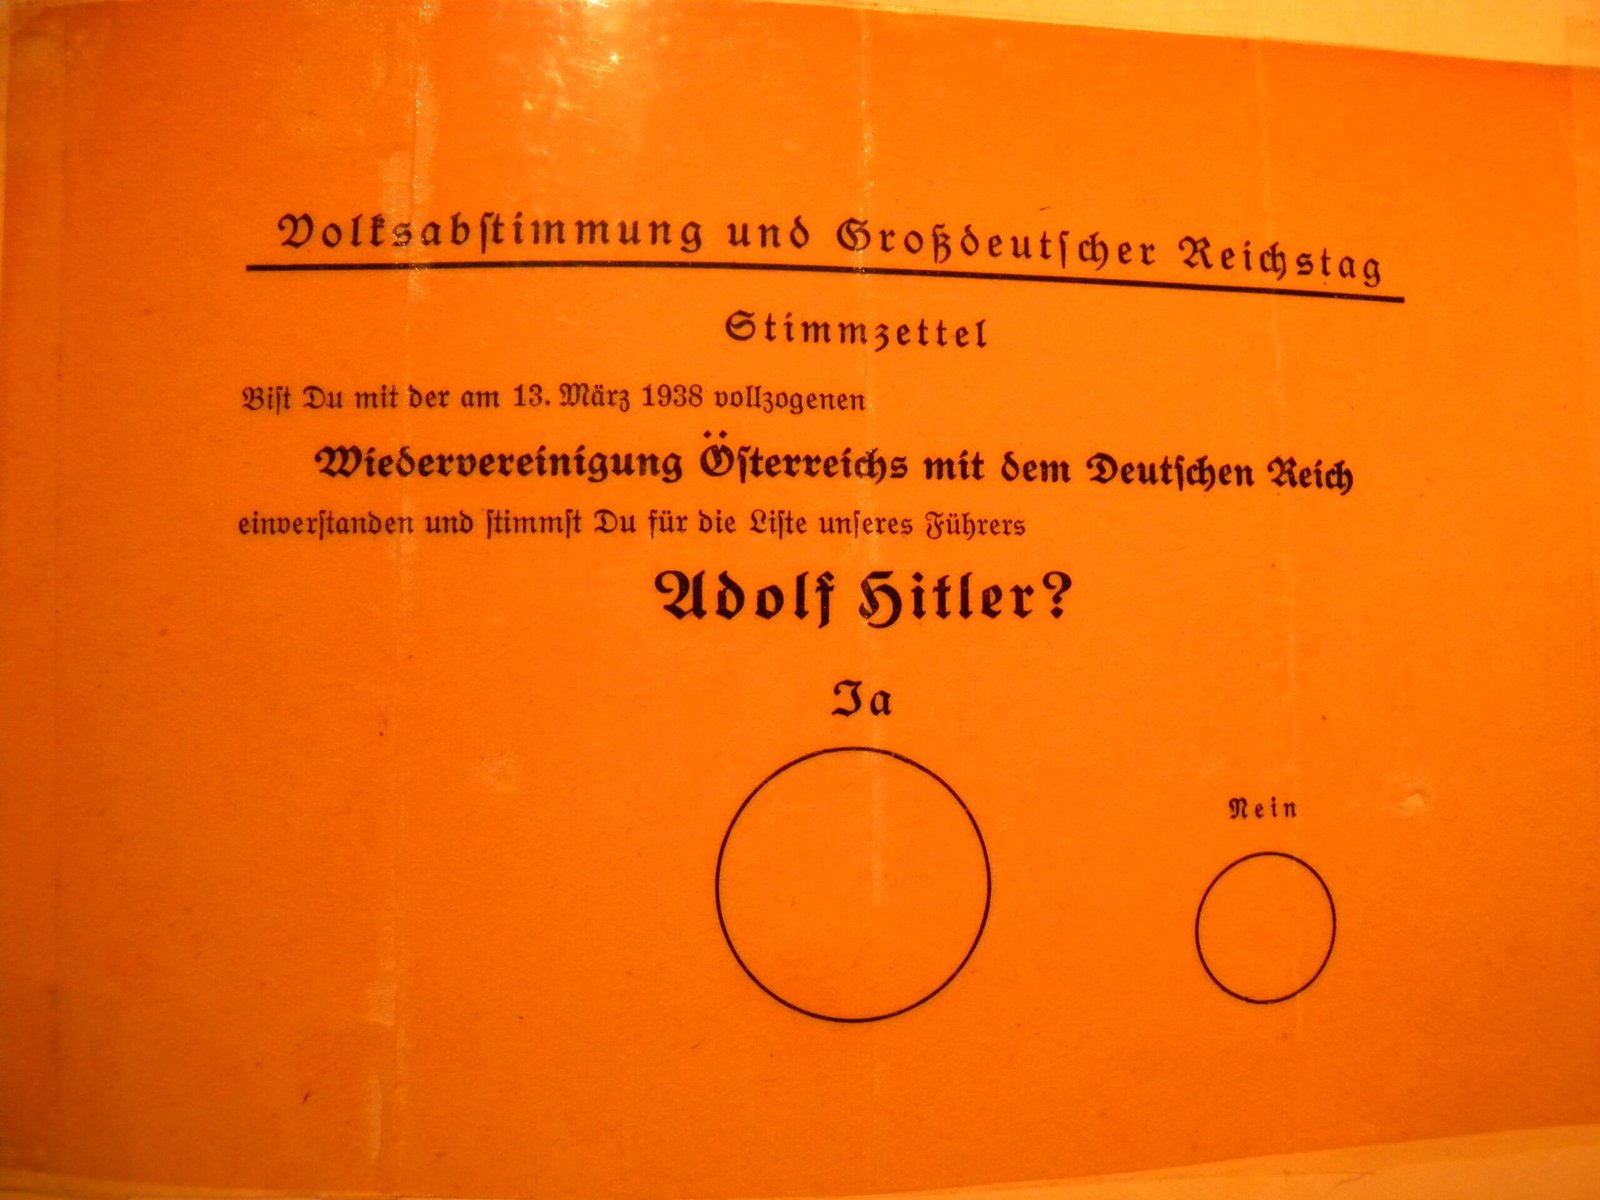 Volksabstimmung und Großdeutscher Reichstag
Stimmzettel
Bist Du mit der am 13. März 1938 vollzogenen
Wiedervereinigung Österreichs mit dem Deutschen Reich
einverstanden und stimmst Du für die Liste unseres Führers
Adolf Hitler?
Ja
Nein